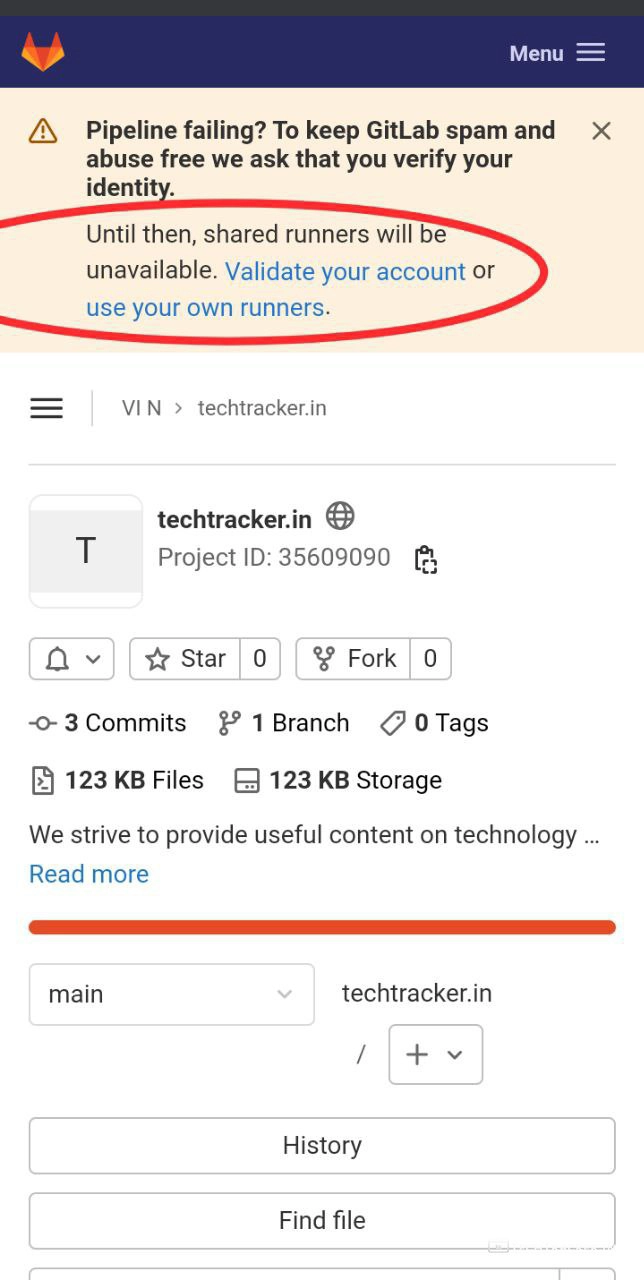 Menu
Pipeline failing? To keep GitLab spam and
abuse free we ask that you verify your
identity.
Until then, shared runners will be
unavailable. Validate your account or
use your own runners.
VI N > techtracker.in
T
techtracker.in
Project ID: 35609090
Star 0 Fork 0
3 Commits 1 Branch 0 Tags
123 KB Files 123 KB Storage
We strive to provide useful content on technology ...
Read more
main
techtracker.in
/ +
History
Find file